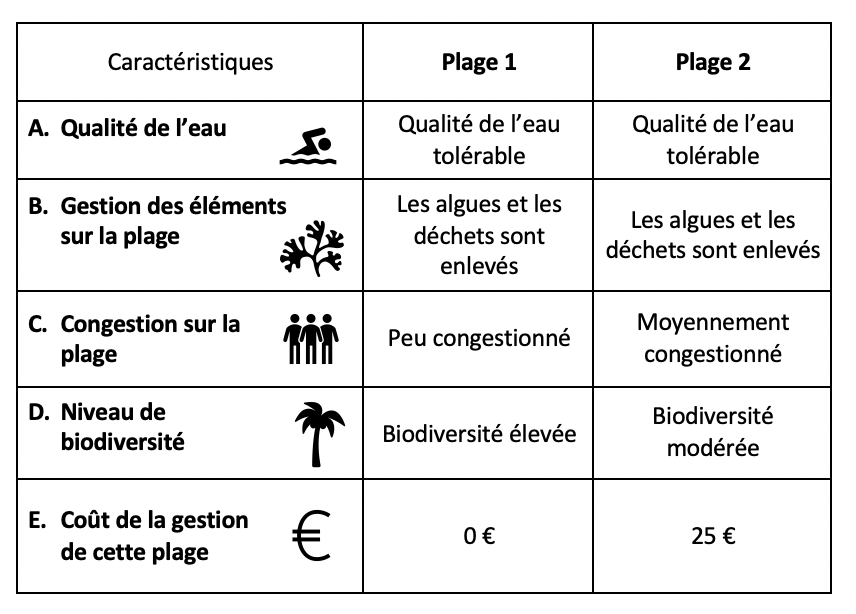 Caractéristiques
Plage 1
Plage 2
A. Qualité de l’eau
Qualité de l’eau
tolérable
Qualité de l’eau
tolérable
B. Gestion des éléments
sur la plage
Les algues et les
déchets sont
enlevés
Les algues et les
déchets sont enlevés
C. Congestion sur la
plage
Peu congestionné
Moyennement
congestionné
D. Niveau de
biodiversité
Biodiversité élevée
Biodiversité
modérée
E. Coût de la gestion
de cette plage
€
0 €
25 €